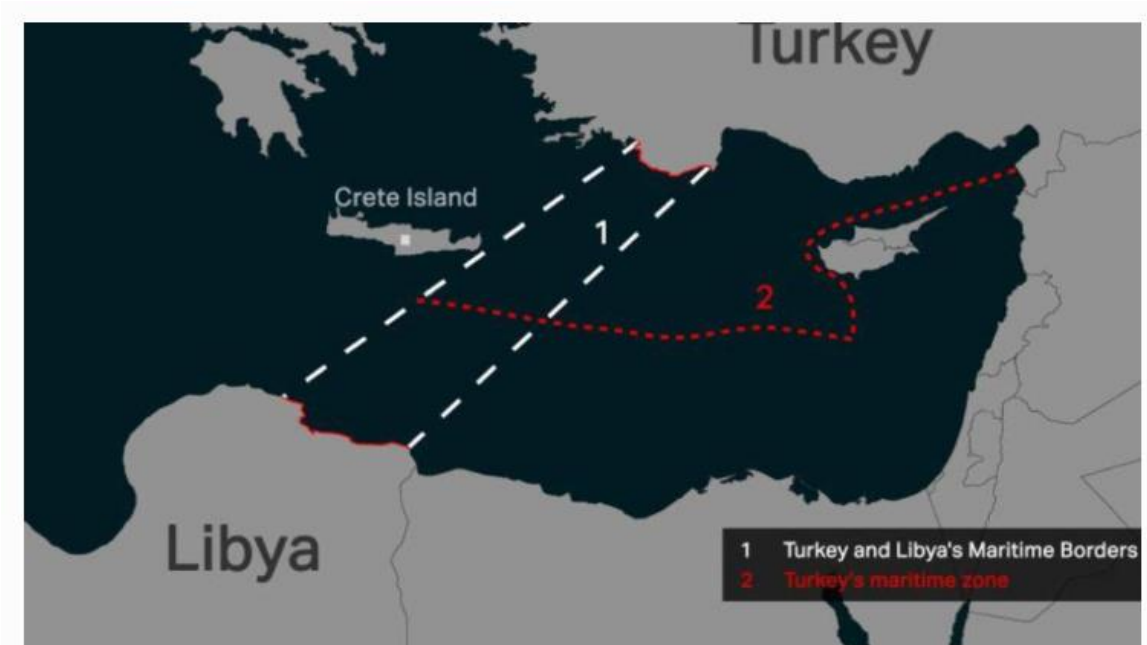 Turkey
Crete Island
1
2
Libya
1 Turkey and Libya's Maritime Borders
2 Turkey's maritime zone